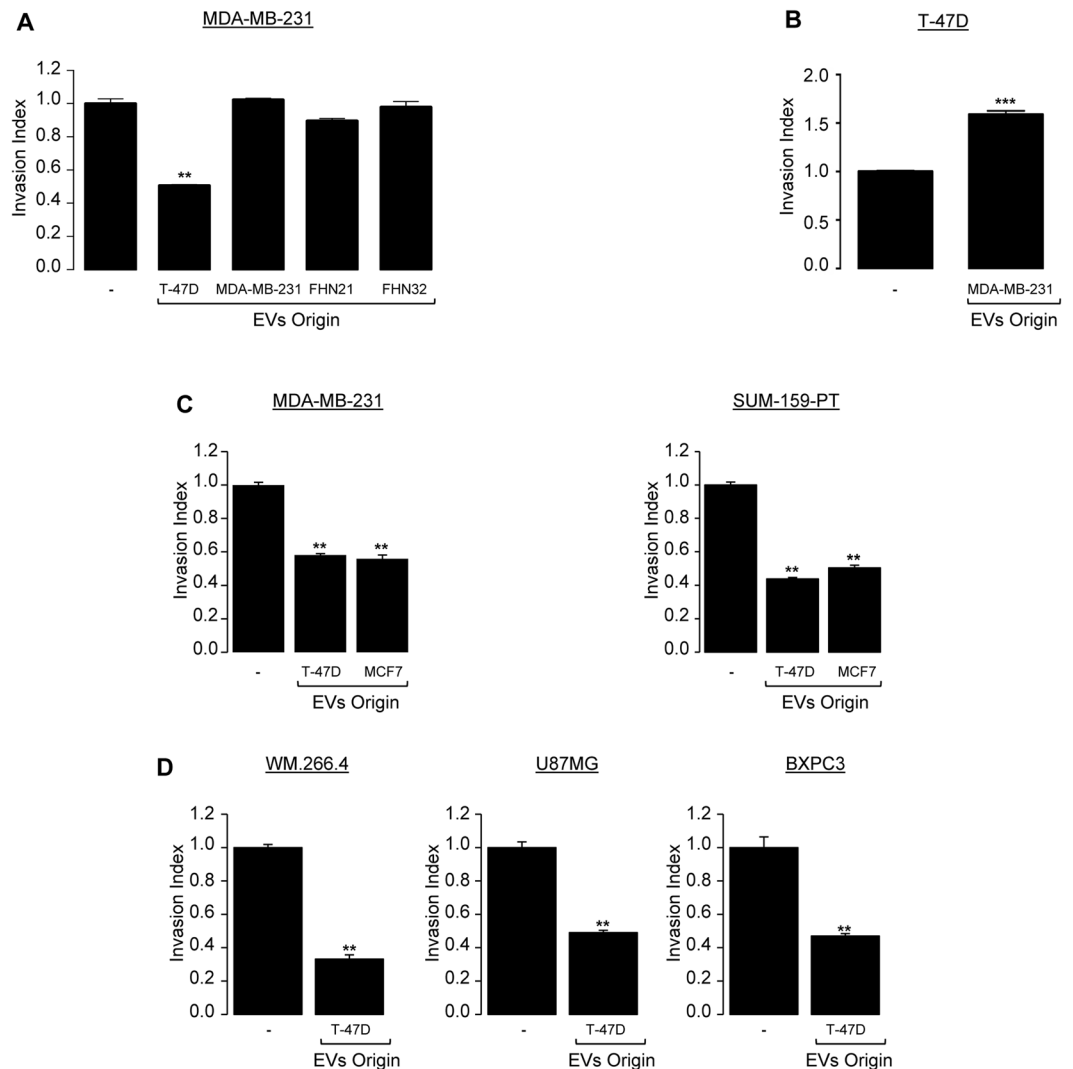 A
MDA-MB-231
Invasion Index
1.2
1.0
0.8
0.6
0.4
0.2
0.0
**
- T-47D MDA-MB-231 FHN21 FHN32
EVs Origin
B
T-47D
Invasion Index
2.0
1.5
1.0
0.5
0.0
***
- MDA-MB-231
EVs Origin
C
MDA-MB-231
Invasion Index
1.2
1.0
0.8
0.6
0.4
0.2
0.0
** **
- T-47D MCF7
EVs Origin
SUM-159-PT
Invasion Index
1.2
1.0
0.8
0.6
0.4
0.2
0.0
** **
- T-47D MCF7
EVs Origin
D
WM.266.4
Invasion Index
1.2
1.0
0.8
0.6
0.4
0.2
0.0
**
- T-47D
EVs Origin
U87MG
Invasion Index
1.2
1.0
0.8
0.6
0.4
0.2
0.0
**
- T-47D
EVs Origin
BXPC3
Invasion Index
1.2
1.0
0.8
0.6
0.4
0.2
0.0
**
- T-47D
EVs Origin